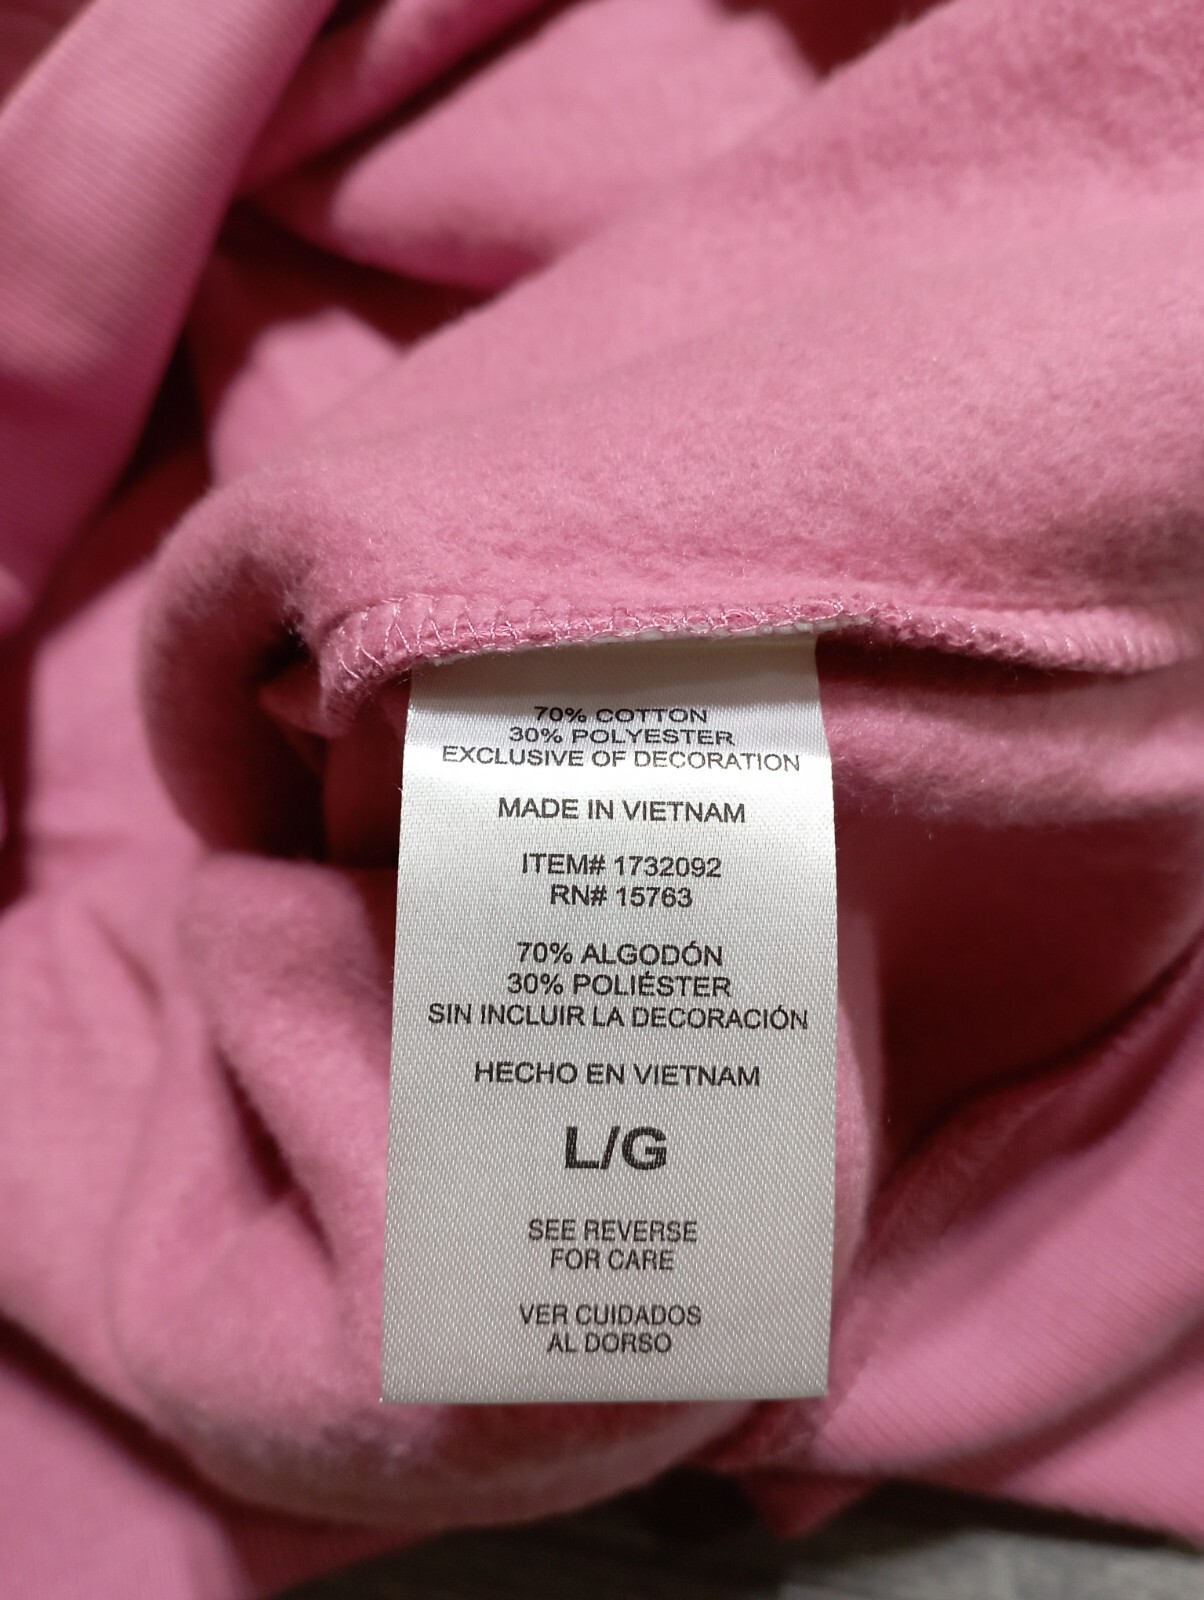 70% COTTON
30% POLYESTER
EXCLUSIVE OF DECORATION
MADE IN VIETNAM
ITEM# 1732092
RN# 15763
70% ALGODÓN
30% POLIÉSTER
SIN INCLUIR LA DECORACIÓN
HECHO EN VIETNAM
L/G
SEE REVERSE
FOR CARE
VER CUIDADOS
AL DORSO